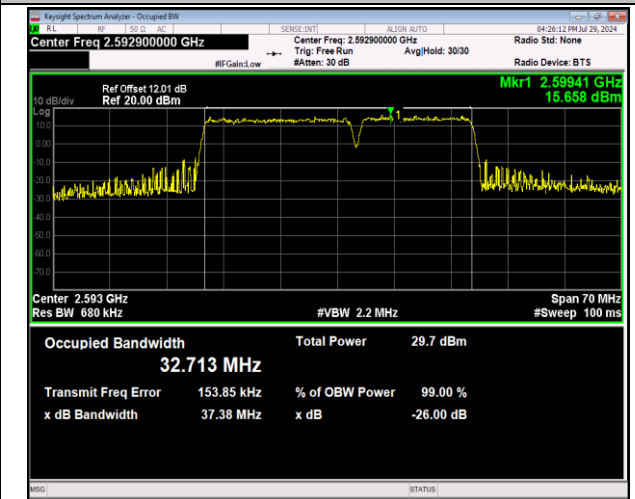 Keysight Spectrum Analyzer - Occupied BW
RL RF 50 Ω AC SENSE:INT ALIGN AUTO 04:26:12 PM Jul 29, 2024
Center Freq 2.592900000 GHz Center Freq: 2.592900000 GHz Radio Std: None
Trig: Free Run Avg|Hold: 30/30
#IFGain:Low #Atten: 30 dB Radio Device: BTS
Mkr1 2.59941 GHz
15.658 dBm
Ref Offset 12.01 dB
10 dB/div Ref 20.00 dBm
Log
10.0
0.00
-10.0
-20.0
-30.0
-40.0
-50.0
-60.0
-70.0
1
Center 2.593 GHz Span 70 MHz
Res BW 680 kHz #VBW 2.2 MHz #Sweep 100 ms
Occupied Bandwidth Total Power 29.7 dBm
32.713 MHz
Transmit Freq Error 153.85 kHz % of OBW Power 99.00 %
x dB Bandwidth 37.38 MHz x dB -26.00 dB
MSG STATUS